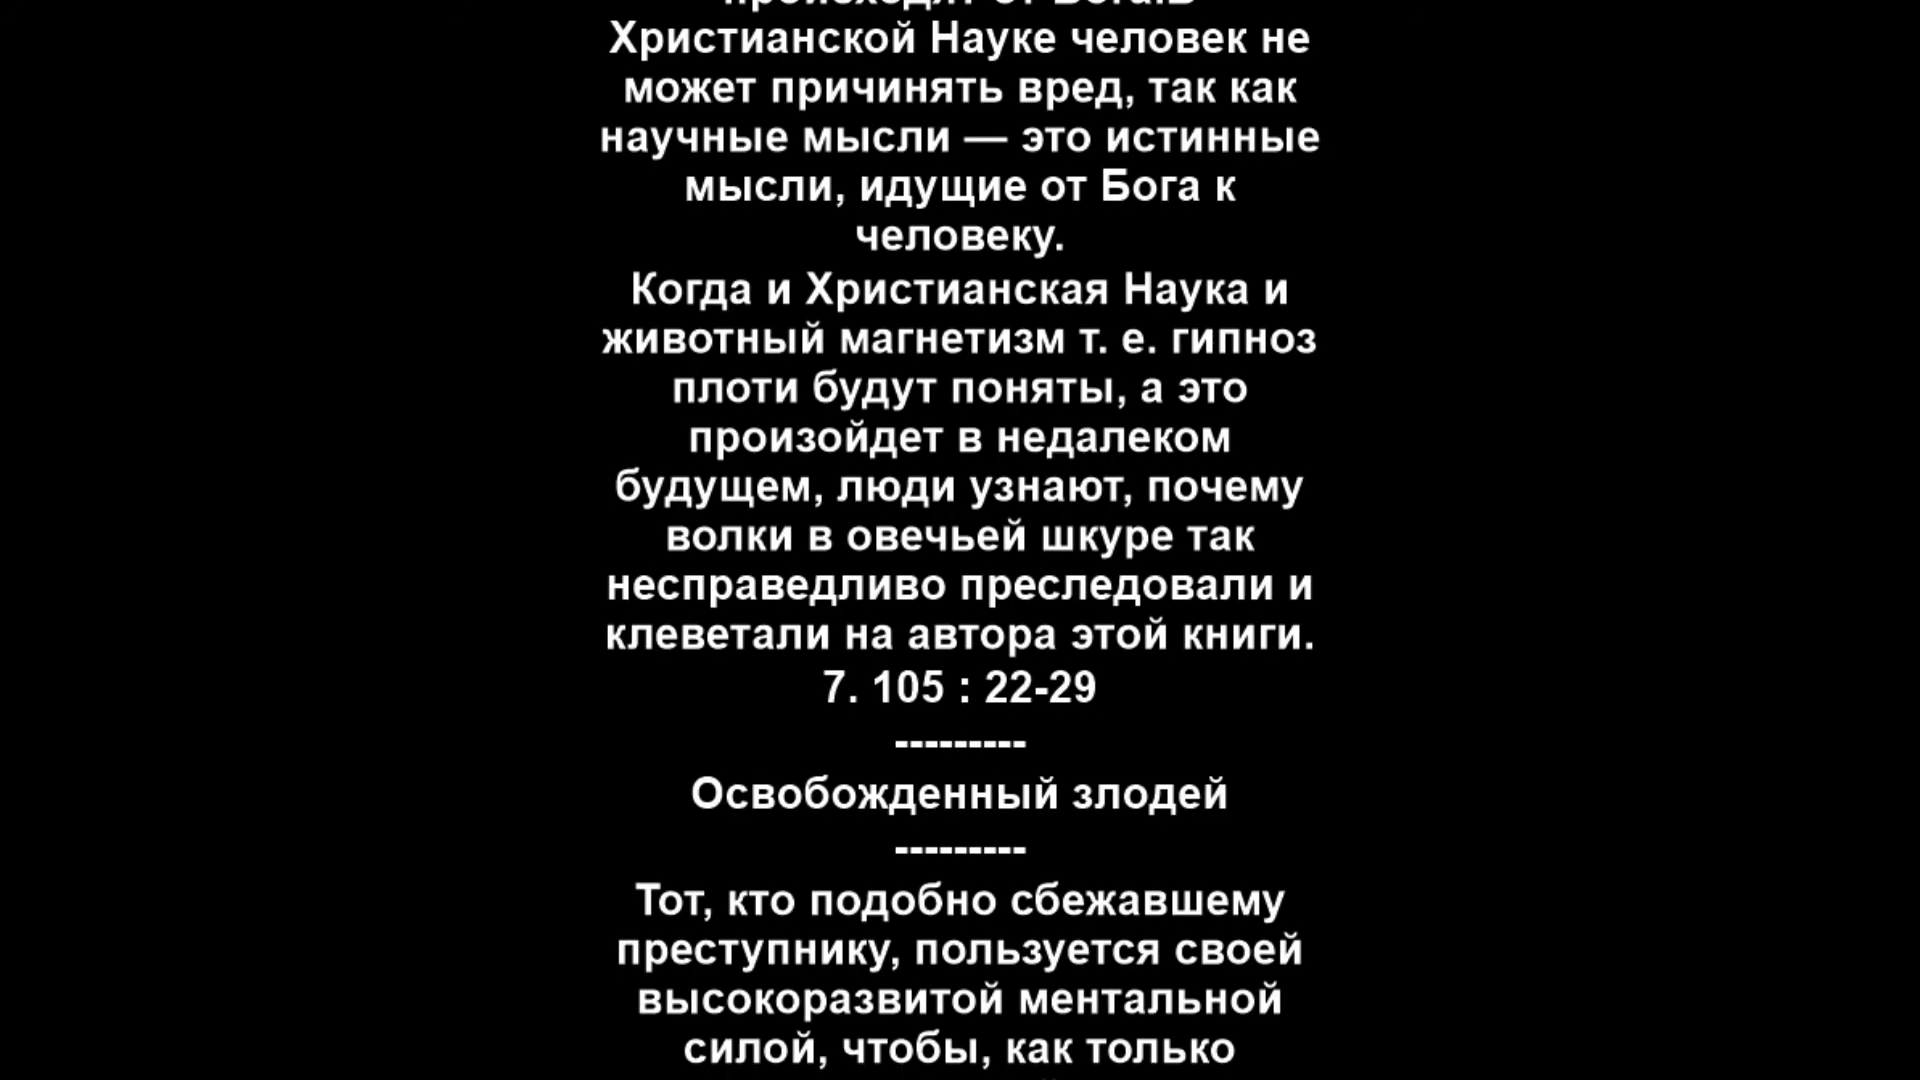 происходят от Бога.В
Христианской Науке человек не
может причинять вред, так как
научные мысли — это истинные
мысли, идущие от Бога к
человеку.
Когда и Христианская Наука и
животный магнетизм т. е. гипноз
плоти будут поняты, а это
произойдет в недалеком
будущем, люди узнают, почему
волки в овечьей шкуре так
несправедливо преследовали и
клеветали на автора этой книги.
7. 105 : 22-29
---------
Освобожденный злодей
---------
Тот, кто подобно сбежавшему
преступнику, пользуется своей
высокоразвитой ментальной
силой, чтобы, как только